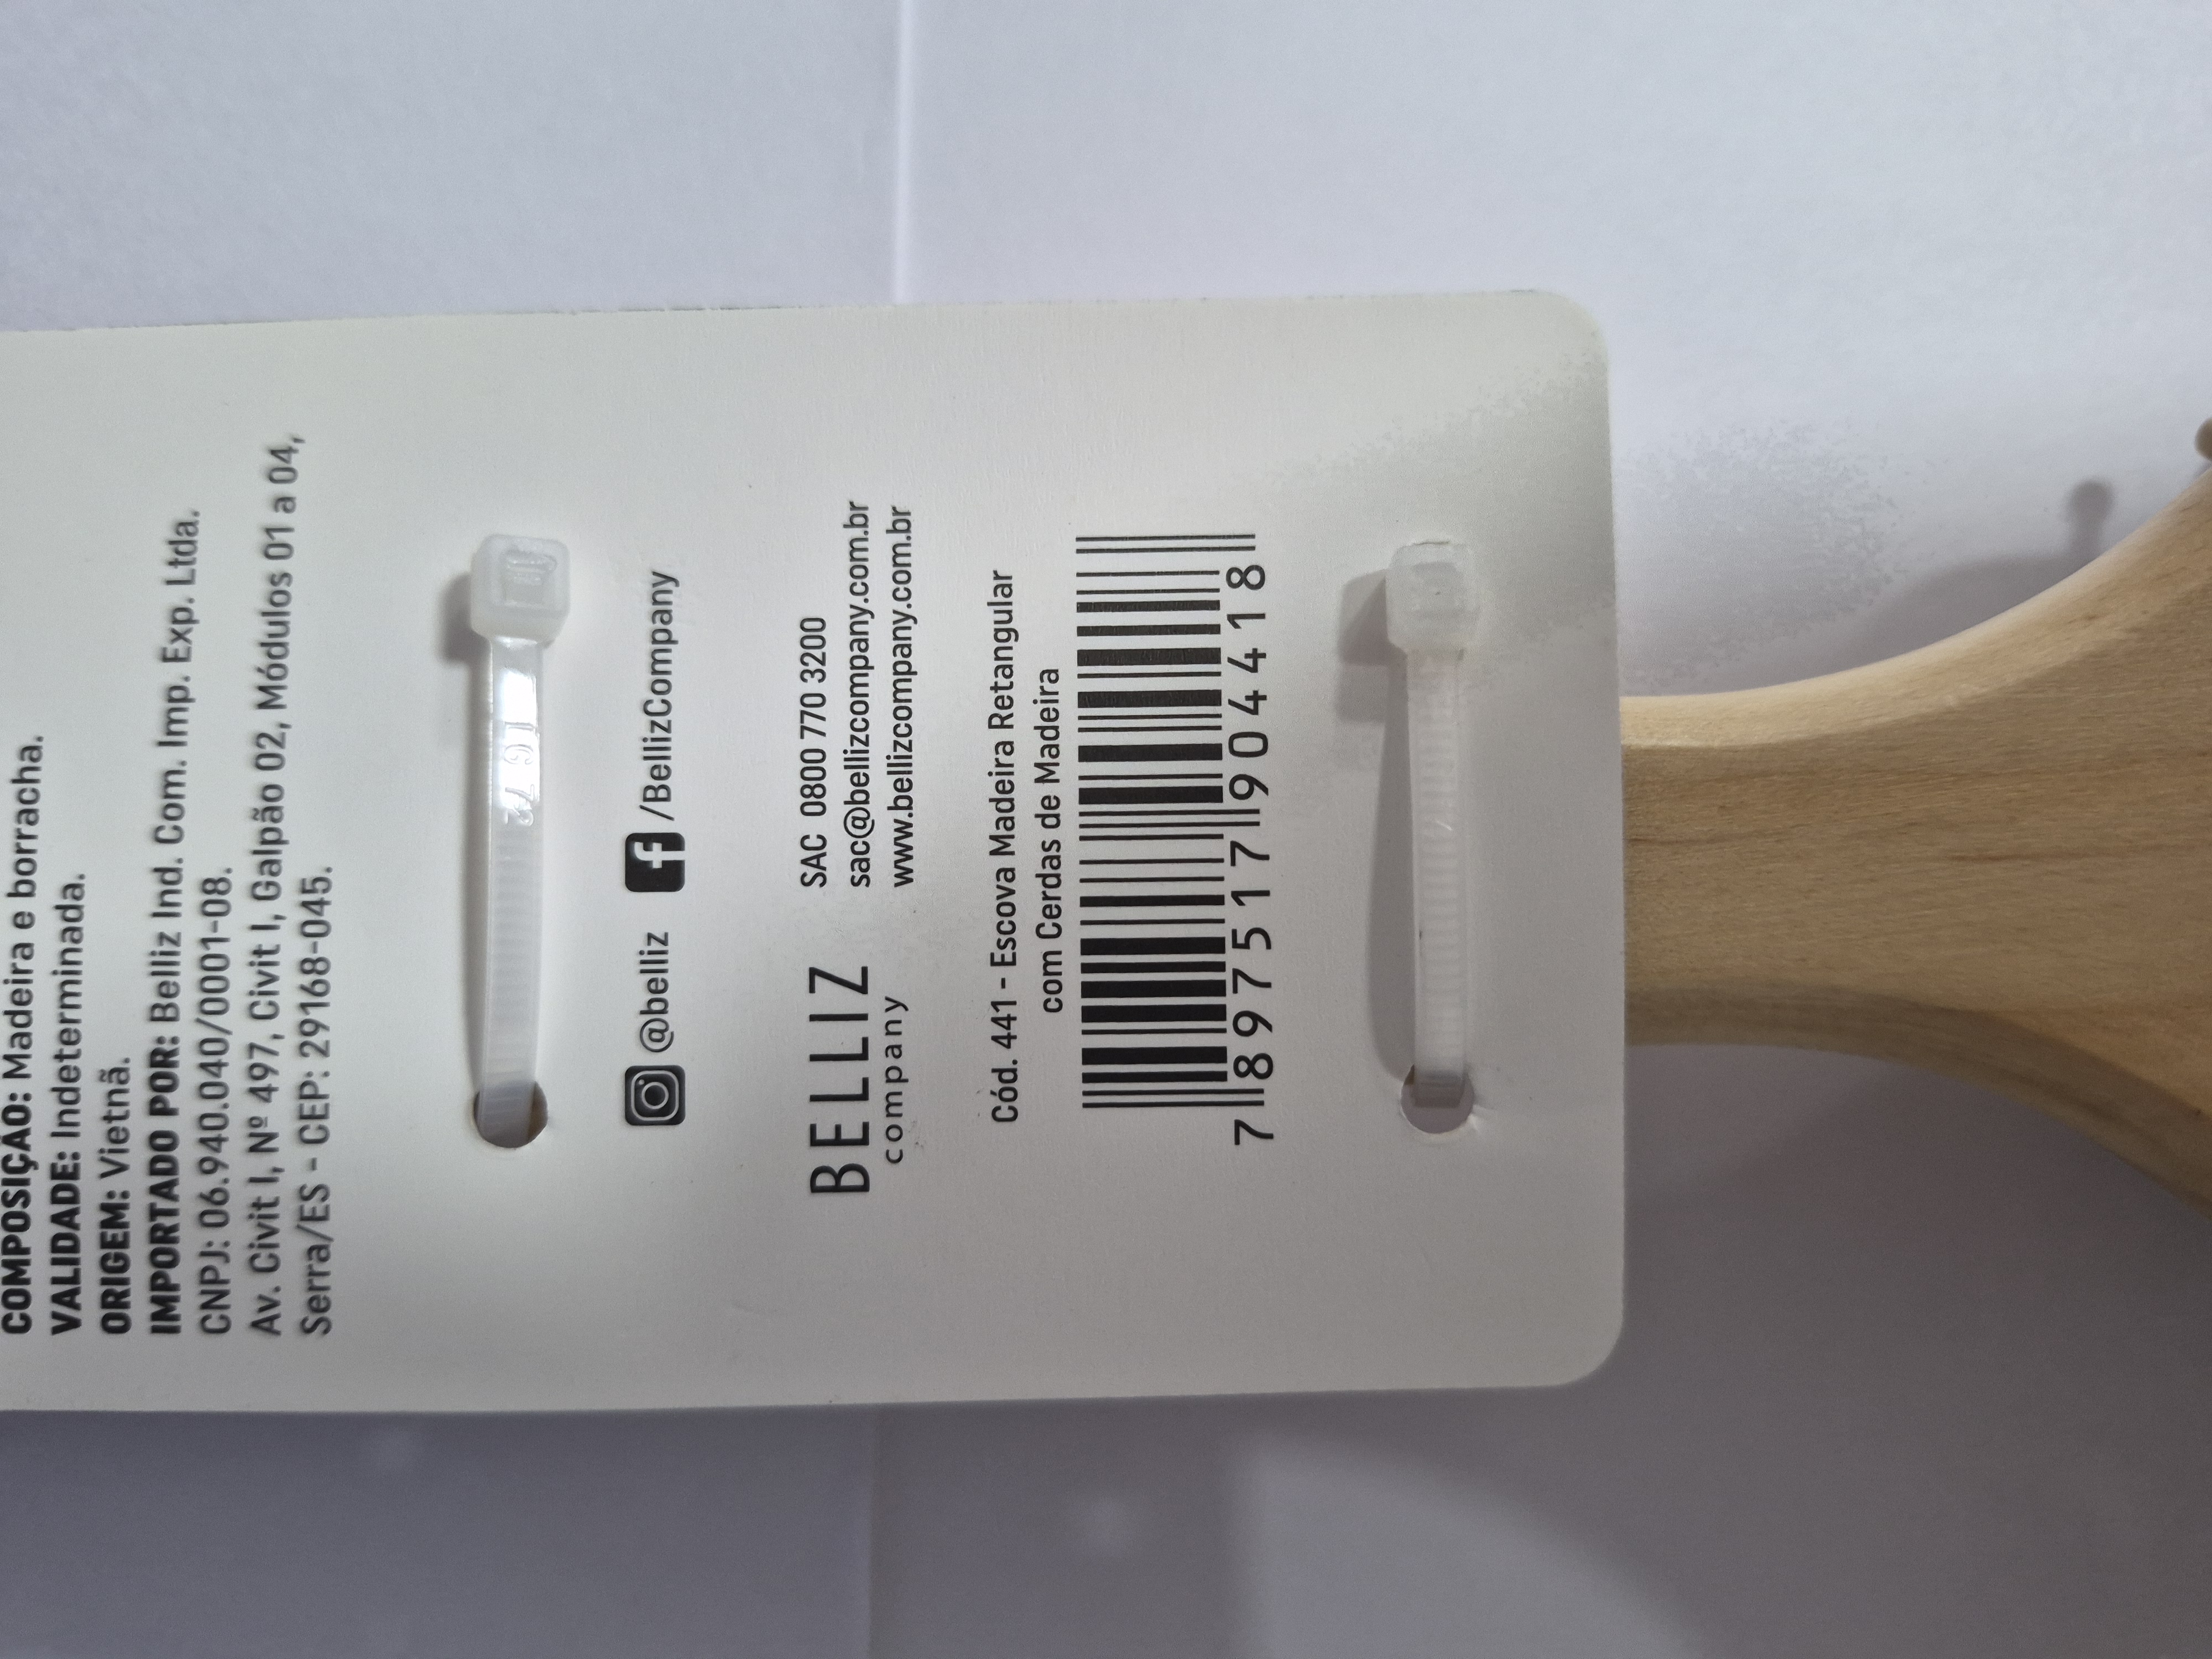 COMPOSIÇÃO: Madeira e borracha.
VALIDADE: Indeterminada.
ORIGEM: Vietnã.
IMPORTADO POR: Belliz Ind. Com. Imp. Exp. Ltda.
CNPJ: 06.940.040/0001-08.
Av. Civit I, Nº 497, Civit I, Galpão 02, Módulos 01 a 04,
Serra/ES - CEP: 29168-045.
@belliz /BellizCompany
BELLIZ
company
SAC 0800 770 3200
sac@bellizcompany.com.br
www.bellizcompany.com.br
Cód. 441 - Escova Madeira Retangular
com Cerdas de Madeira
7 897517 904418